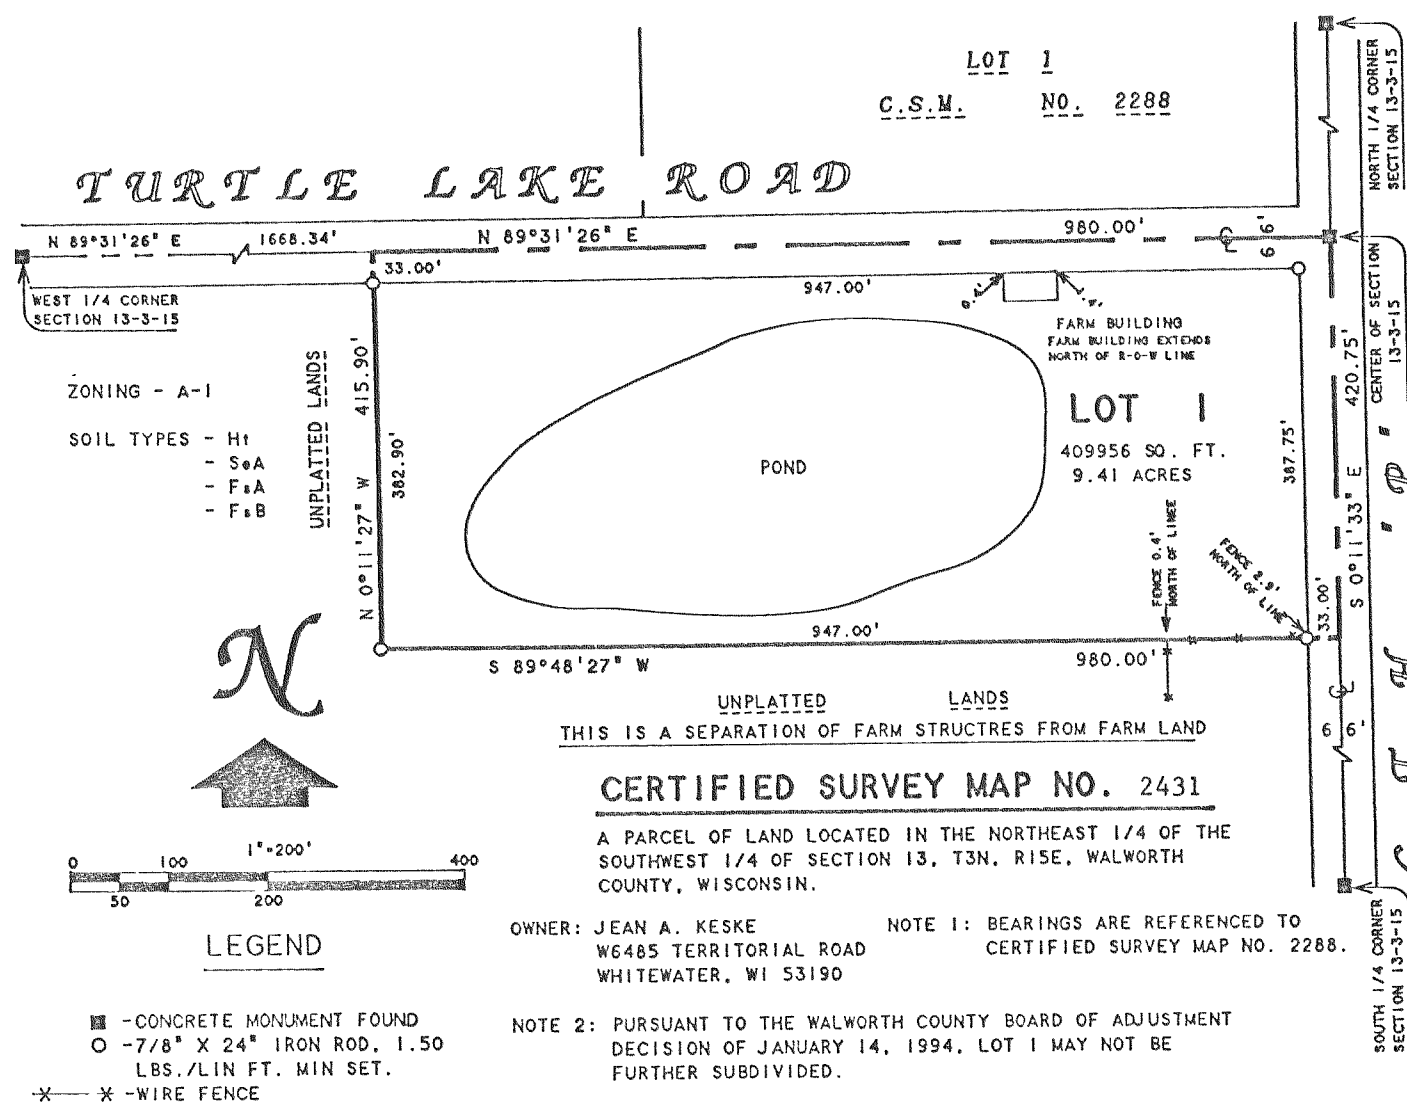 LOT 1
C.S.M. NO. 2288
NORTH 1/4 CORNER
SECTION 13-3-15
TURTLE LAKE ROAD
N 89°31'26" E 1668.34' N 89°31'26" E 980.00' 66'
33.00'
947.00'
WEST 1/4 CORNER
SECTION 13-3-15
FARM BUILDING
FARM BUILDING EXTENDS
NORTH OF R-O-W LINE
CENTER OF SECTION
13-3-15
ZONING - A-1
SOIL TYPES - Ht
- SeA
- FsA
- FsB
UNPLATTED LANDS
N 0°11'27" W 415.90'
382.90'
POND
LOT 1
409956 SQ. FT.
9.41 ACRES
387.75'
S 0°11'33" E 420.75'
FENCE 0.4'
NORTH OF LINEE
FENCE 2.9'
NORTH OF LINE
33.00'
947.00'
S 89°48'27" W 980.00'
66'
N
UNPLATTED LANDS
THIS IS A SEPARATION OF FARM STRUCTRES FROM FARM LAND
CERTIFIED SURVEY MAP NO. 2431
A PARCEL OF LAND LOCATED IN THE NORTHEAST 1/4 OF THE
SOUTHWEST 1/4 OF SECTION 13, T3N, R15E, WALWORTH
COUNTY, WISCONSIN.
1"=200'
0 100 400
50 200
OWNER: JEAN A. KESKE
W6485 TERRITORIAL ROAD
WHITEWATER, WI 53190
NOTE 1: BEARINGS ARE REFERENCED TO
CERTIFIED SURVEY MAP NO. 2288.
SOUTH 1/4 CORNER
SECTION 13-3-15
LEGEND
-CONCRETE MONUMENT FOUND
-7/8" X 24" IRON ROD, 1.50
LBS./LIN FT. MIN SET.
-WIRE FENCE
NOTE 2: PURSUANT TO THE WALWORTH COUNTY BOARD OF ADJUSTMENT
DECISION OF JANUARY 14, 1994, LOT 1 MAY NOT BE
FURTHER SUBDIVIDED.